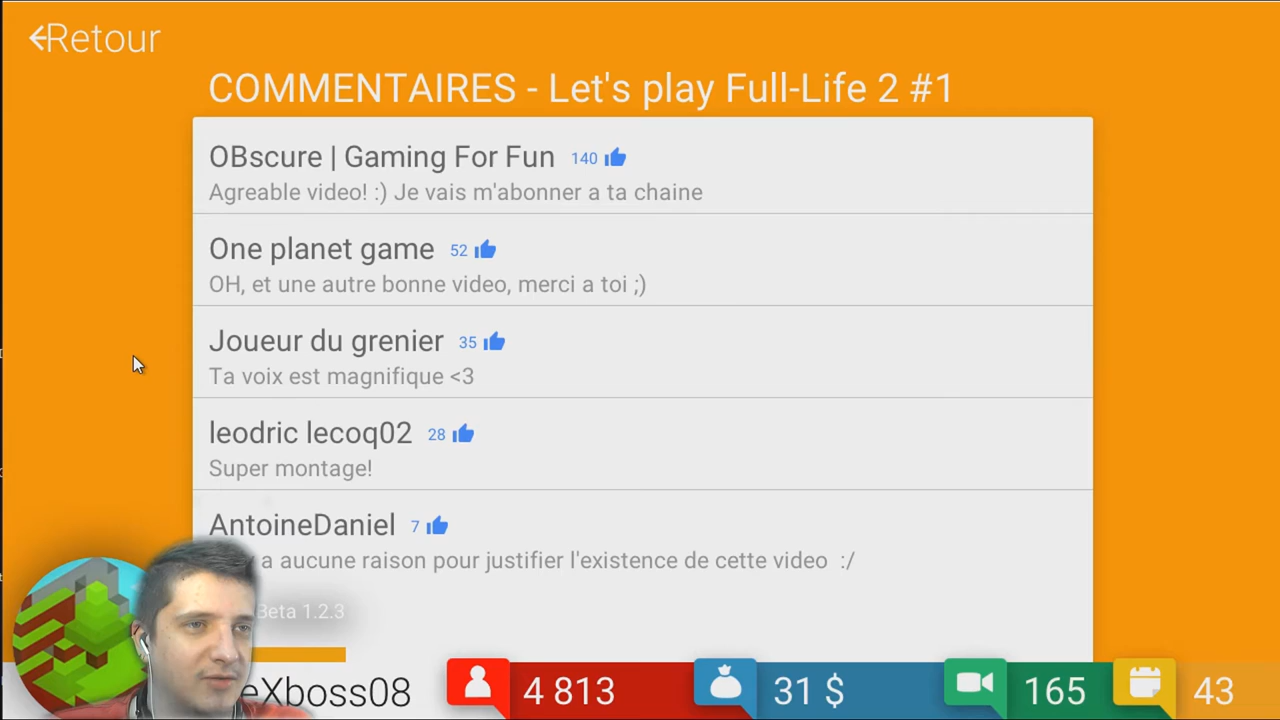 Retour
COMMENTAIRES - Let's play Full-Life 2 #1
OBscure | Gaming For Fun 140
Agreable video! :) Je vais m'abonner a ta chaine
One planet game 52
OH, et une autre bonne video, merci a toi ;)
Joueur du grenier 35
Ta voix est magnifique <3
leodric lecoq02 28
Super montage!
AntoineDaniel 7
a aucune raison pour justifier l'existence de cette video :/
Beta 1.2.3
eXboss08 4 813 31 $ 165 43